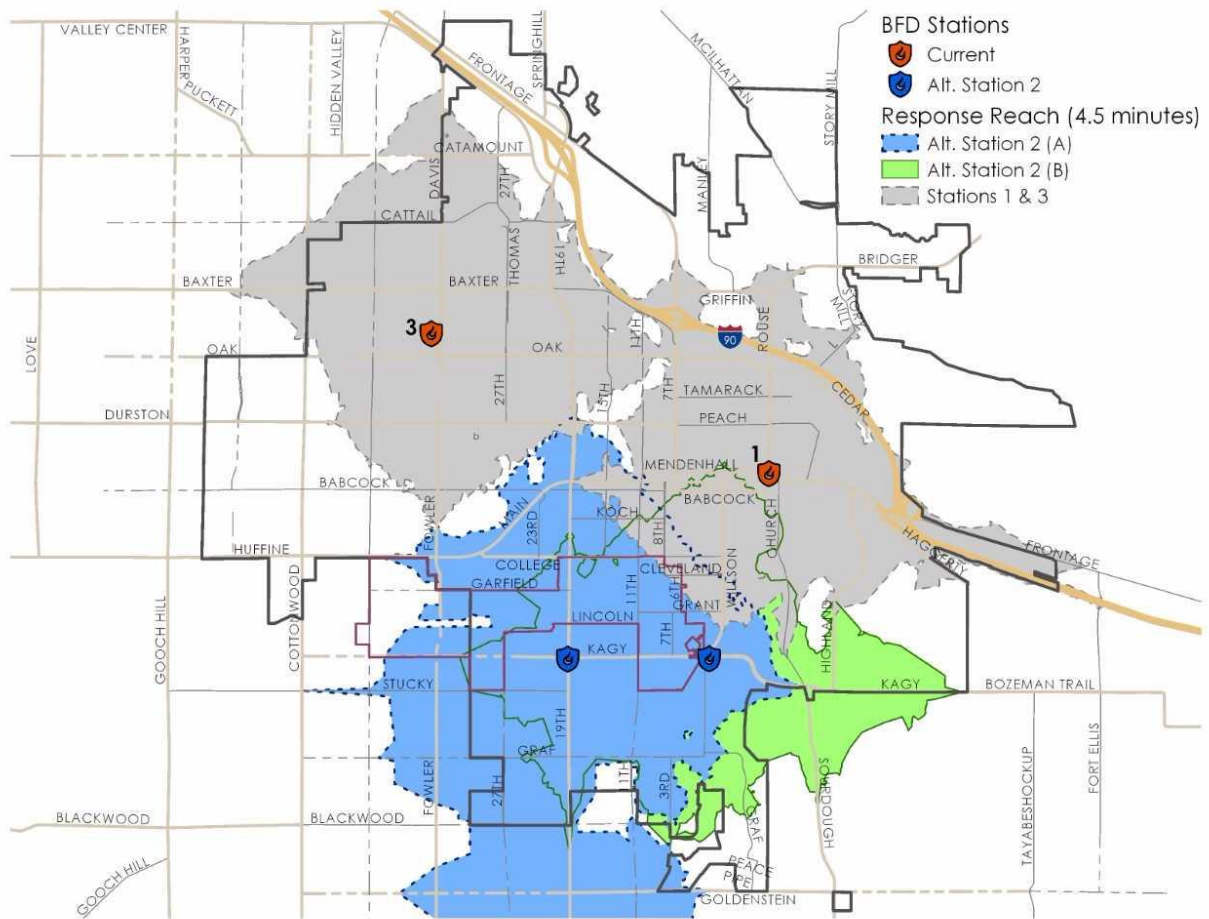 BFD Stations
Current
Alt. Station 2
Response Reach (4.5 minutes)
Alt. Station 2 (A)
Alt. Station 2 (B)
Stations 1 & 3
VALLEY CENTER
HARPER
PUCKETT
HIDDEN VALLEY
FRONTAGE
SPRINGHILL
MCILHATTAN
STORY MILL
MANLEY
CATAMOUNT
DAVIS
27TH
CATTAIL
THOMAS
19TH
BRIDGER
BAXTER
BAXTER
GRIFFIN
STORY
MILL
LOVE
3
OAK
OAK
11TH
90
ROUSE
27TH
15TH
7TH
TAMARACK
CEDAR
DURSTON
PEACH
MENDENHALL
1
BABCOCK
BABCOCK
MAIN
FOWLER
23RD
KOCH
8TH
CHURCH
HAGGERTY
FRONTAGE
HUFFINE
COLLEGE
CLEVELAND
WILLSON
GARFIELD
11TH
6TH
GRANT
GOOCH HILL
COTTONWOOD
LINCOLN
7TH
HIGHLAND
KAGY
STUCKY
KAGY
BOZEMAN TRAIL
19TH
GRAF
FOWLER
27TH
11TH
3RD
GRAF
SOURDOUGH
TAYABESHOCKUP
FORT ELLIS
BLACKWOOD
BLACKWOOD
GOOCH HILL
PEACE
PIPE
GOLDENSTEIN